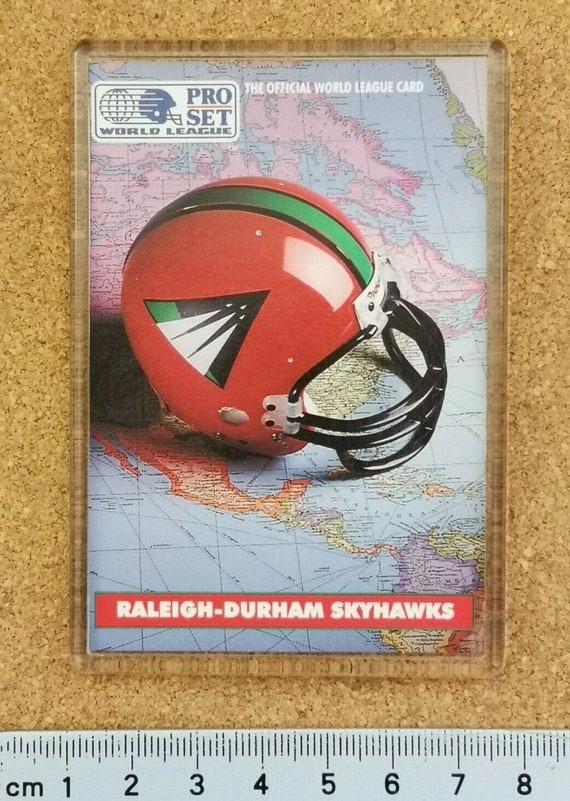 PRO
SET
WORLD LEAGUE
THE OFFICIAL WORLD LEAGUE CARD
RALEIGH-DURHAM SKYHAWKS
cm 1 2 3 4 5 6 7 8